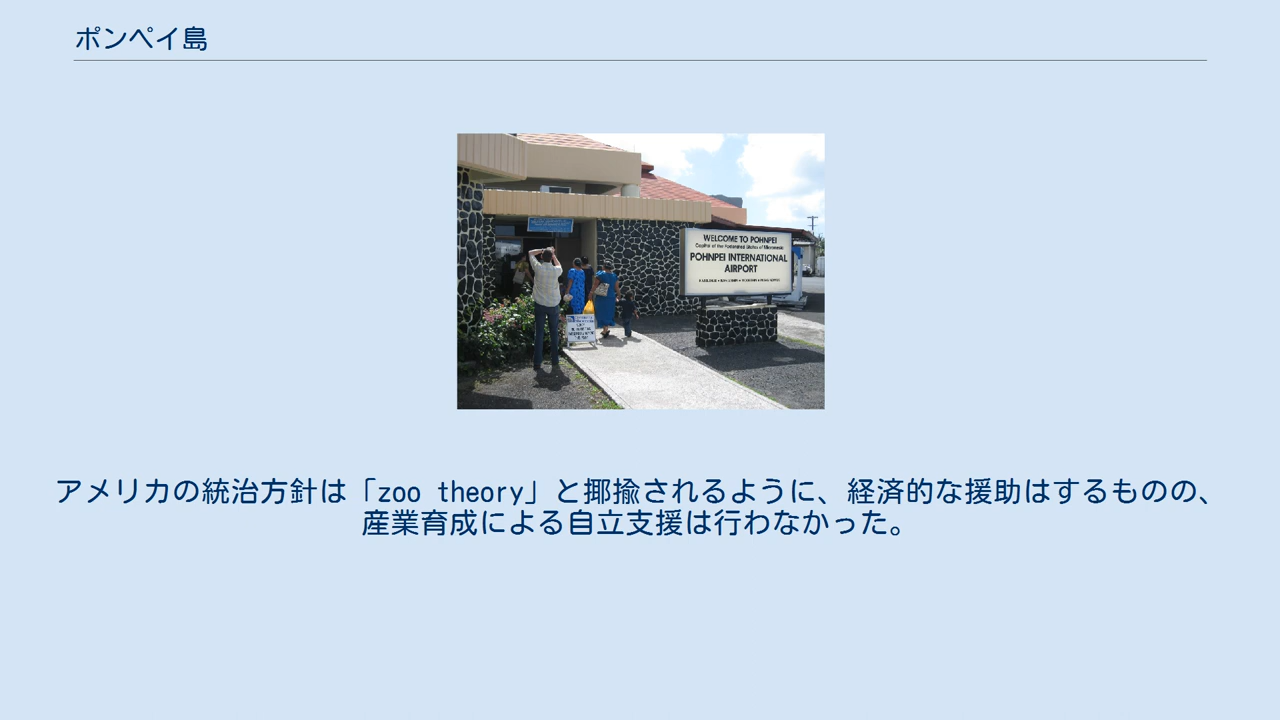 ポンペイ島
WELCOME TO POHNPEI
Capital of the Federated States of Micronesia
POHNPEI INTERNATIONAL
AIRPORT
アメリカの統治方針は「zoo theory」と揶揄されるように、経済的な援助はするものの、
産業育成による自立支援は行わなかった。